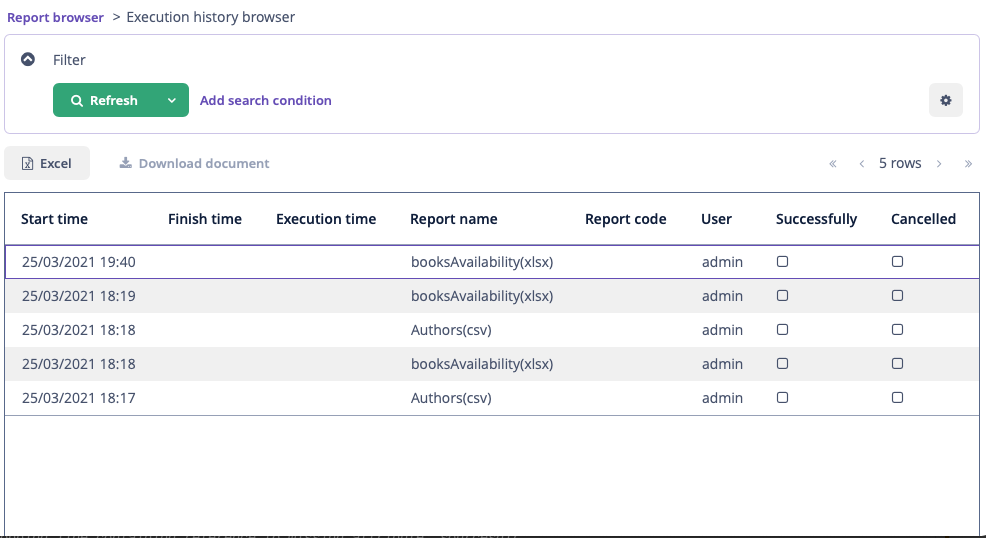 Report browser > Execution history browser
Filter
Refresh Add search condition
Excel Download document « ‹ 5 rows › »
Start time Finish time Execution time Report name Report code User Successfully Cancelled
25/03/2021 19:40 booksAvailability(xlsx) admin
25/03/2021 18:19 booksAvailability(xlsx) admin
25/03/2021 18:18 Authors(csv) admin
25/03/2021 18:18 booksAvailability(xlsx) admin
25/03/2021 18:17 Authors(csv) admin